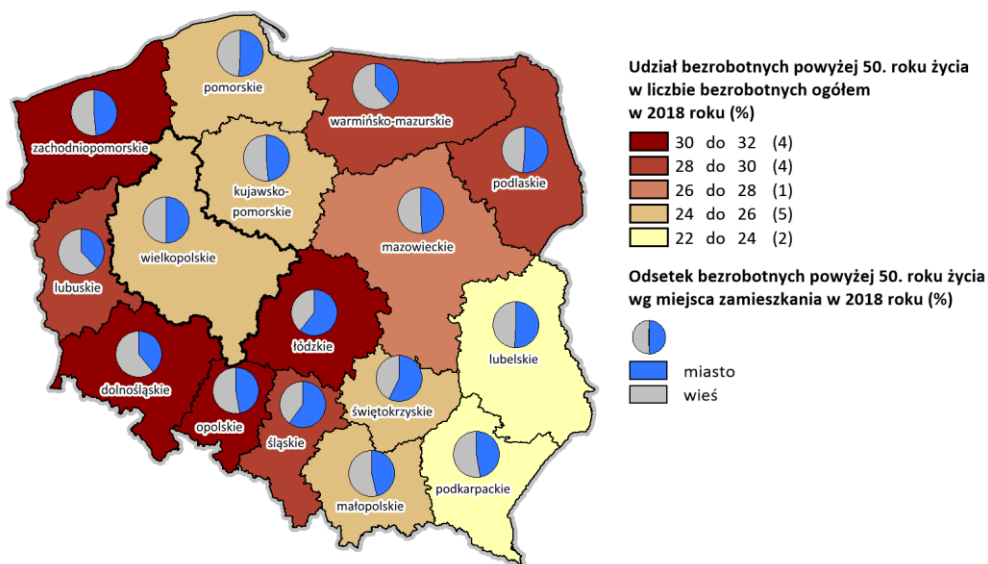 pomorskie
warmińsko-mazurskie
zachodniopomorskie
podlaskie
kujawsko-
pomorskie
mazowieckie
wielkopolskie
lubuskie
łódzkie
lubelskie
dolnośląskie
świętokrzyskie
opolskie
śląskie
podkarpackie
małopolskie
Udział bezrobotnych powyżej 50. roku życia
w liczbie bezrobotnych ogółem
w 2018 roku (%)
30 do 32 (4)
28 do 30 (4)
26 do 28 (1)
24 do 26 (5)
22 do 24 (2)
Odsetek bezrobotnych powyżej 50. roku życia
wg miejsca zamieszkania w 2018 roku (%)
miasto
wieś